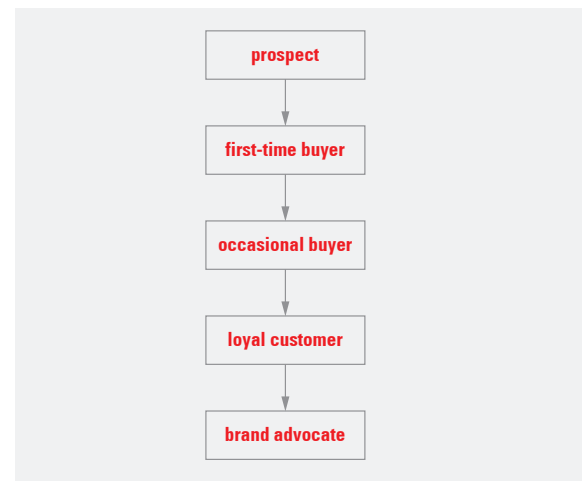 prospect
first-time buyer
occasional buyer
loyal customer
brand advocate